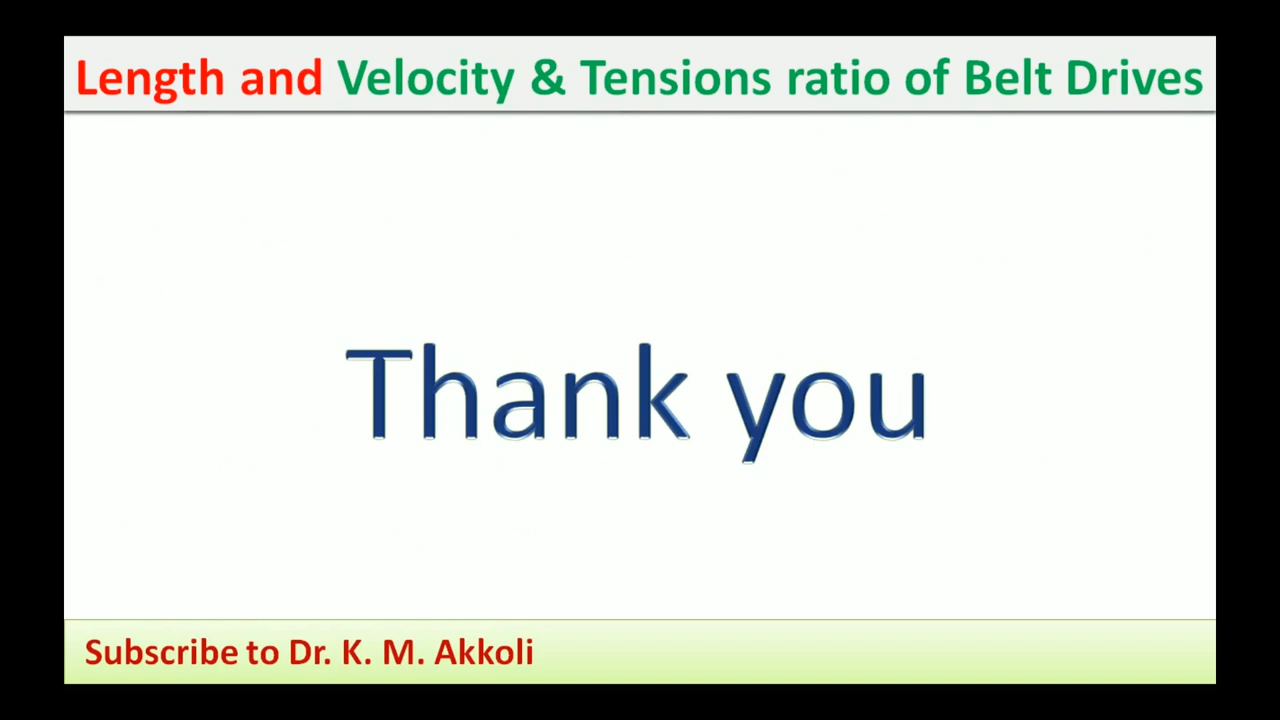 Length and Velocity & Tensions ratio of Belt Drives
Thank you
Subscribe to Dr. K. M. Akkoli